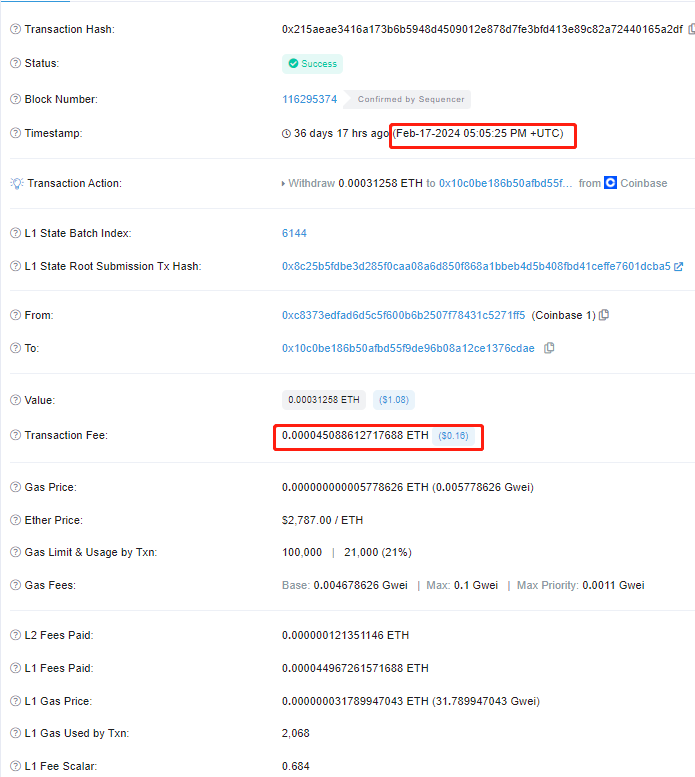 Transaction Hash: 0x215aeae3416a173b6b5948d4509012e878d7fe3bfd413e89c82a72440165a2df
Status: Success
Block Number: 116295374 Confirmed by Sequencer
Timestamp: 36 days 17 hrs ago (Feb-17-2024 05:05:25 PM +UTC)
Transaction Action: Withdraw 0.00031258 ETH to 0x10c0be186b50afbd55f... from Coinbase
L1 State Batch Index: 6144
L1 State Root Submission Tx Hash: 0x8c25b5fdbe3d285f0caa08a6d850f868a1bbeb4d5b408fbd41ceffe7601dcba5
From: 0xc8373edfad6d5c5f600b6b2507f78431c5271ff5 (Coinbase 1)
To: 0x10c0be186b50afbd55f9de96b08a12ce1376cdae
Value: 0.00031258 ETH ($1.08)
Transaction Fee: 0.000045088612717688 ETH ($0.16)
Gas Price: 0.000000000005778626 ETH (0.005778626 Gwei)
Ether Price: $2,787.00 / ETH
Gas Limit & Usage by Txn: 100,000 | 21,000 (21%)
Gas Fees: Base: 0.004678626 Gwei | Max: 0.1 Gwei | Max Priority: 0.0011 Gwei
L2 Fees Paid: 0.000000121351146 ETH
L1 Fees Paid: 0.000044967261571688 ETH
L1 Gas Price: 0.000000031789947043 ETH (31.789947043 Gwei)
L1 Gas Used by Txn: 2,068
L1 Fee Scalar: 0.684